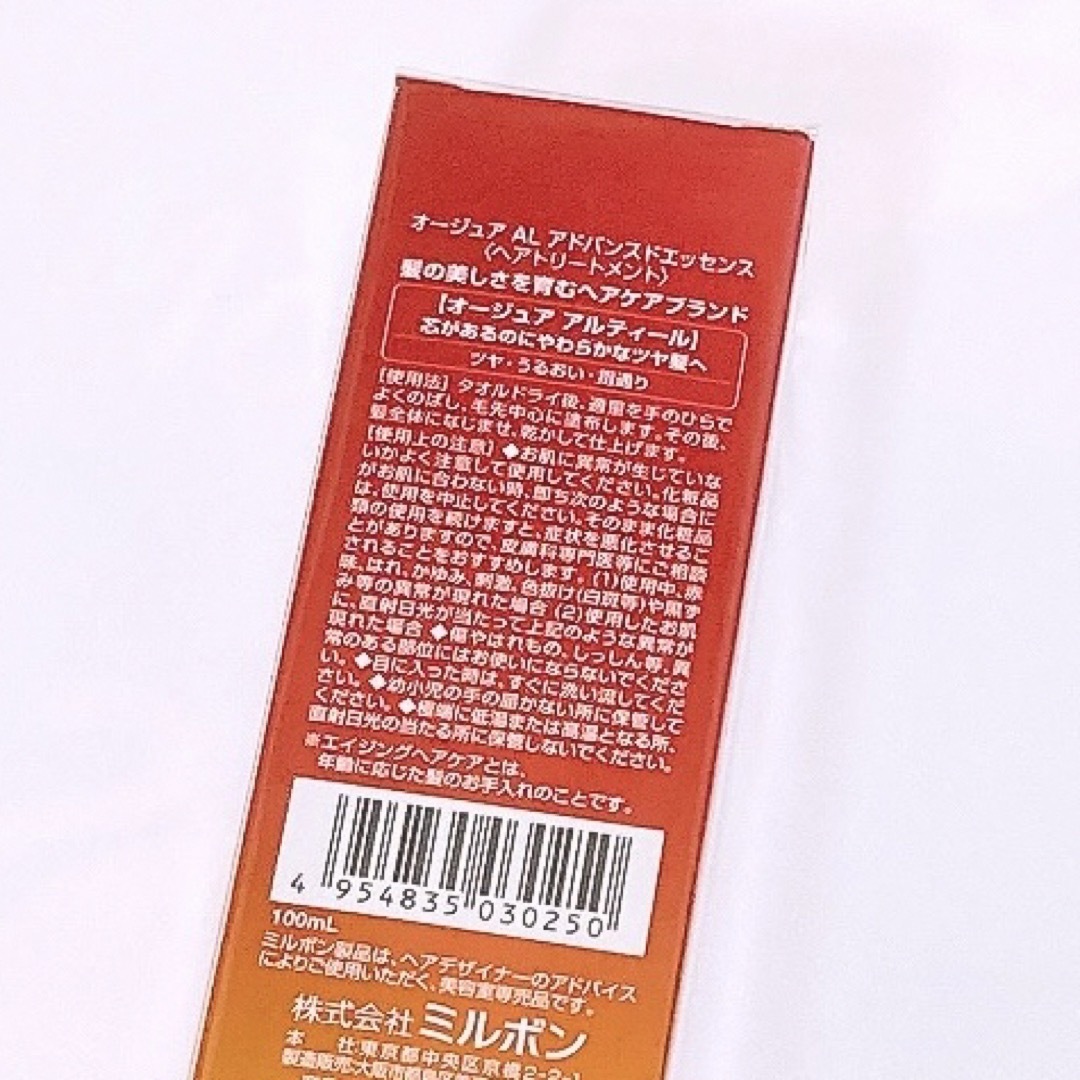 オージュア AL アドバンスドエッセンス
〈ヘアトリートメント〉
髪の美しさを育むヘアケアブランド
［オージュア アルティール］
芯があるのにやわらかなツヤ髪へ
ツヤ・うるおい・指通り
［使用法］タオルドライ後、適量を手のひらで
よくのばし、毛先中心に塗布します。その後、
髪全体になじませ、乾かして仕上げます。
［使用上の注意］◆お肌に異常が生じていな
いかよく注意して使用してください。化粧品
がお肌に合わない時、即ち次のような場合に
は、使用を中止してください。そのまま化粧品
類の使用を続けますと、症状を悪化させるこ
とがありますので、皮膚科専門医等にご相談
されることをおすすめします。(1)使用中、赤
味、はれ、かゆみ、刺激、色抜け(白斑等)や黒ず
み等の異常が現れた場合 (2)使用したお肌
に、直射日光が当たって上記のような異常が
現れた場合 ◆傷やはれもの、しっしん等、異
常のある部位にはお使いにならないでくださ
い。◆目に入った時は、すぐに洗い流してくだ
さい。◆幼小児の手の届かない所に保管して
ください。◆極端に低温または高温となる所、
直射日光の当たる所に保管しないでください。
※エイジングヘアケアとは、
年齢に応じた髪のお手入れのことです。
4 954835 030250
100mL
ミルボン製品は、ヘアデザイナーのアドバイス
によりご使用いただく、美容室専売品です。
株式会社 ミルボン
本 社:東京都中央区京橋2-2-1
製造販売:大阪市都島区